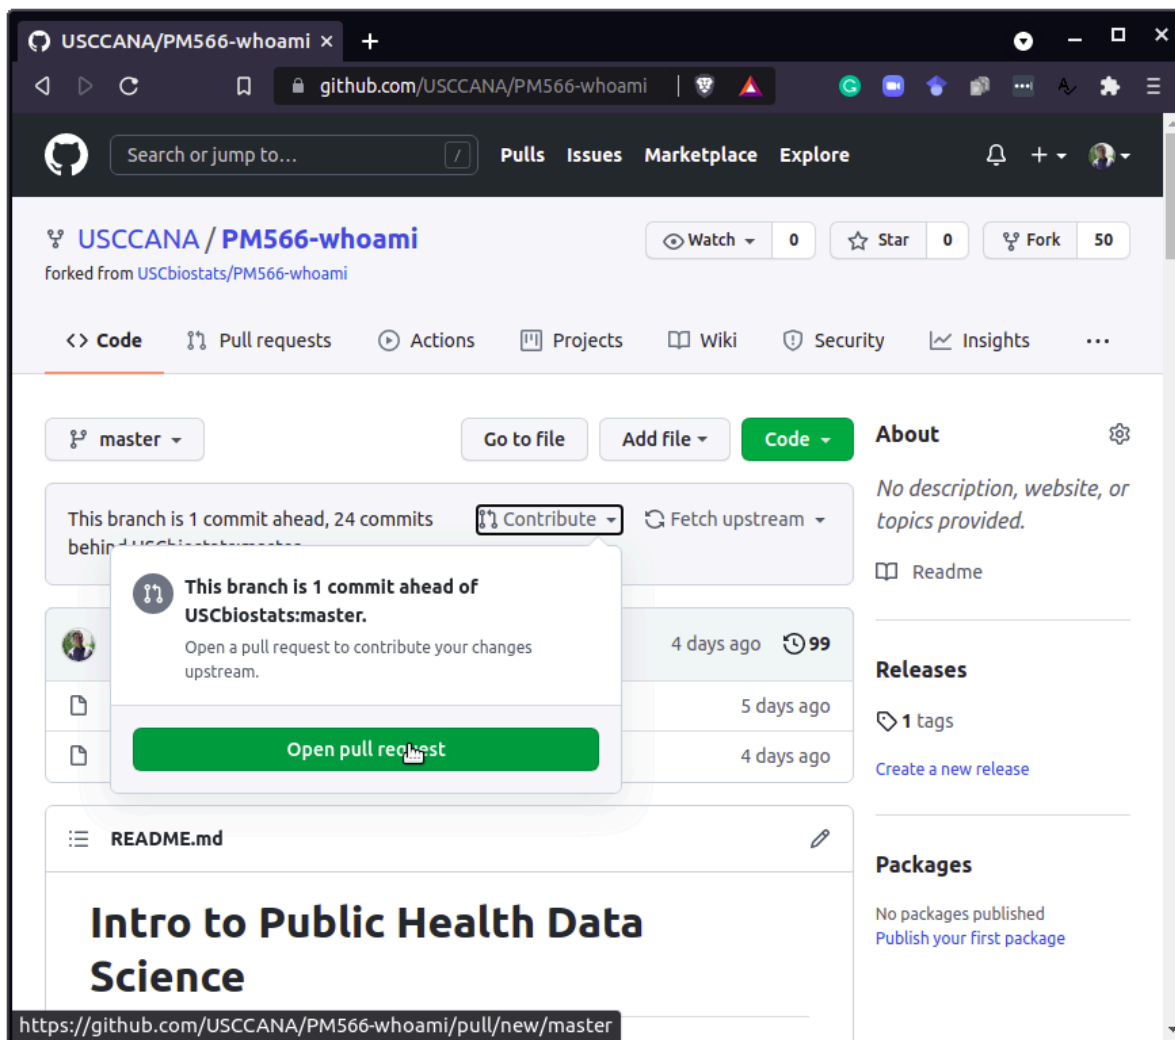 USCCANA/PM566-whoami × +
github.com/USCCANA/PM566-whoami
Search or jump to… / Pulls Issues Marketplace Explore
USCCANA / PM566-whoami
Watch 0 Star 0 Fork 50
forked from USCbiostats/PM566-whoami
<> Code Pull requests Actions Projects Wiki Security Insights ...
master Go to file Add file Code
About
No description, website, or
topics provided.
Readme
This branch is 1 commit ahead, 24 commits
behind USCbiostats:master.
Contribute Fetch upstream
This branch is 1 commit ahead of
USCbiostats:master.
Open a pull request to contribute your changes
upstream.
Open pull request
4 days ago 99
5 days ago
4 days ago
Releases
1 tags
Create a new release
README.md
Packages
No packages published
Publish your first package
Intro to Public Health Data
Science
https://github.com/USCCANA/PM566-whoami/pull/new/master